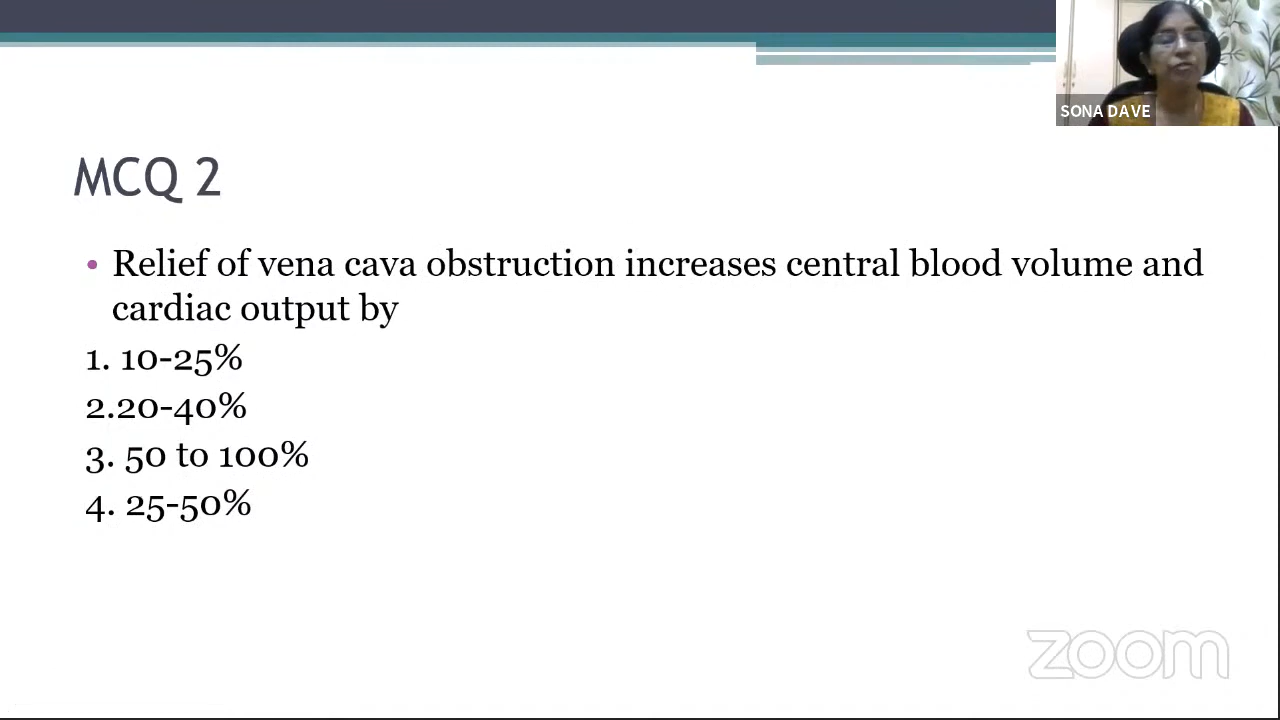 SONA DAVE
MCQ 2
• Relief of vena cava obstruction increases central blood volume and
cardiac output by
1. 10-25%
2.20-40%
3. 50 to 100%
4. 25-50%
zoom